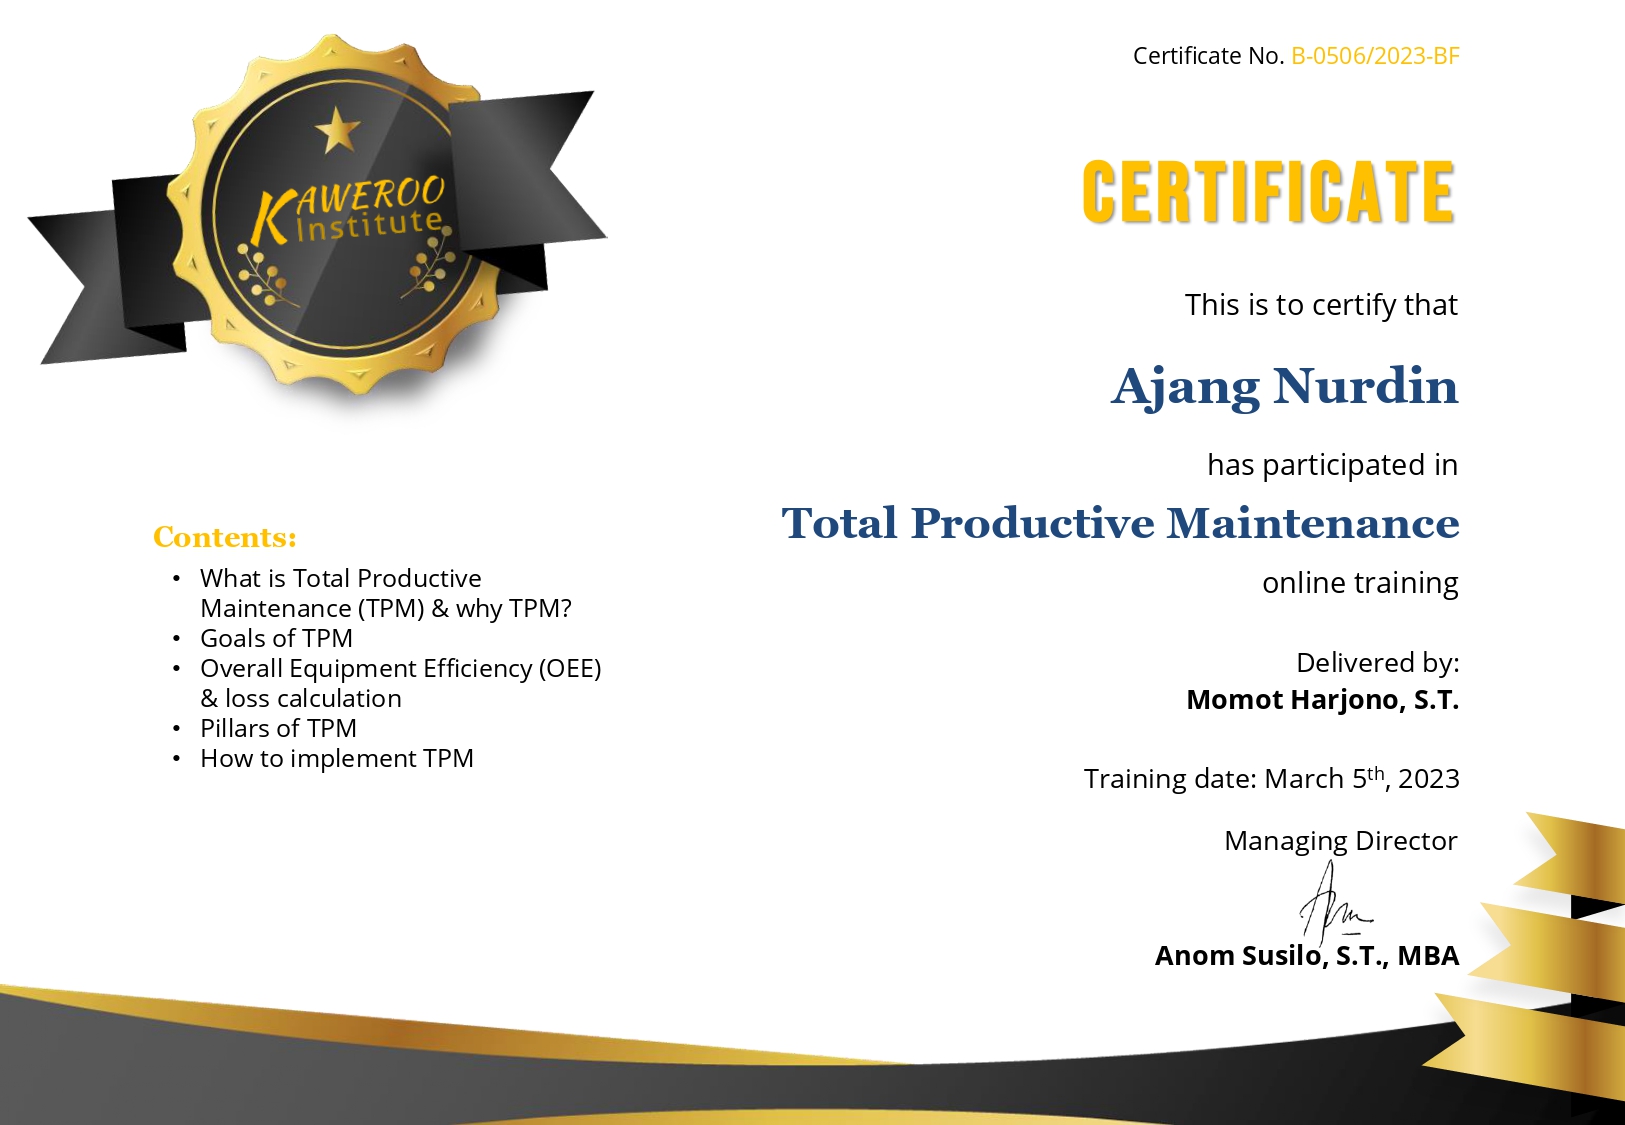 KAWEROO
Institute
Certificate No. B-0506/2023-BF
CERTIFICATE
This is to certify that
Ajang Nurdin
has participated in
Total Productive Maintenance
online training
Delivered by:
Momot Harjono, S.T.
Training date: March 5th, 2023
Managing Director
Anom Susilo, S.T., MBA
Contents:
• What is Total Productive
Maintenance (TPM) & why TPM?
• Goals of TPM
• Overall Equipment Efficiency (OEE)
& loss calculation
• Pillars of TPM
• How to implement TPM